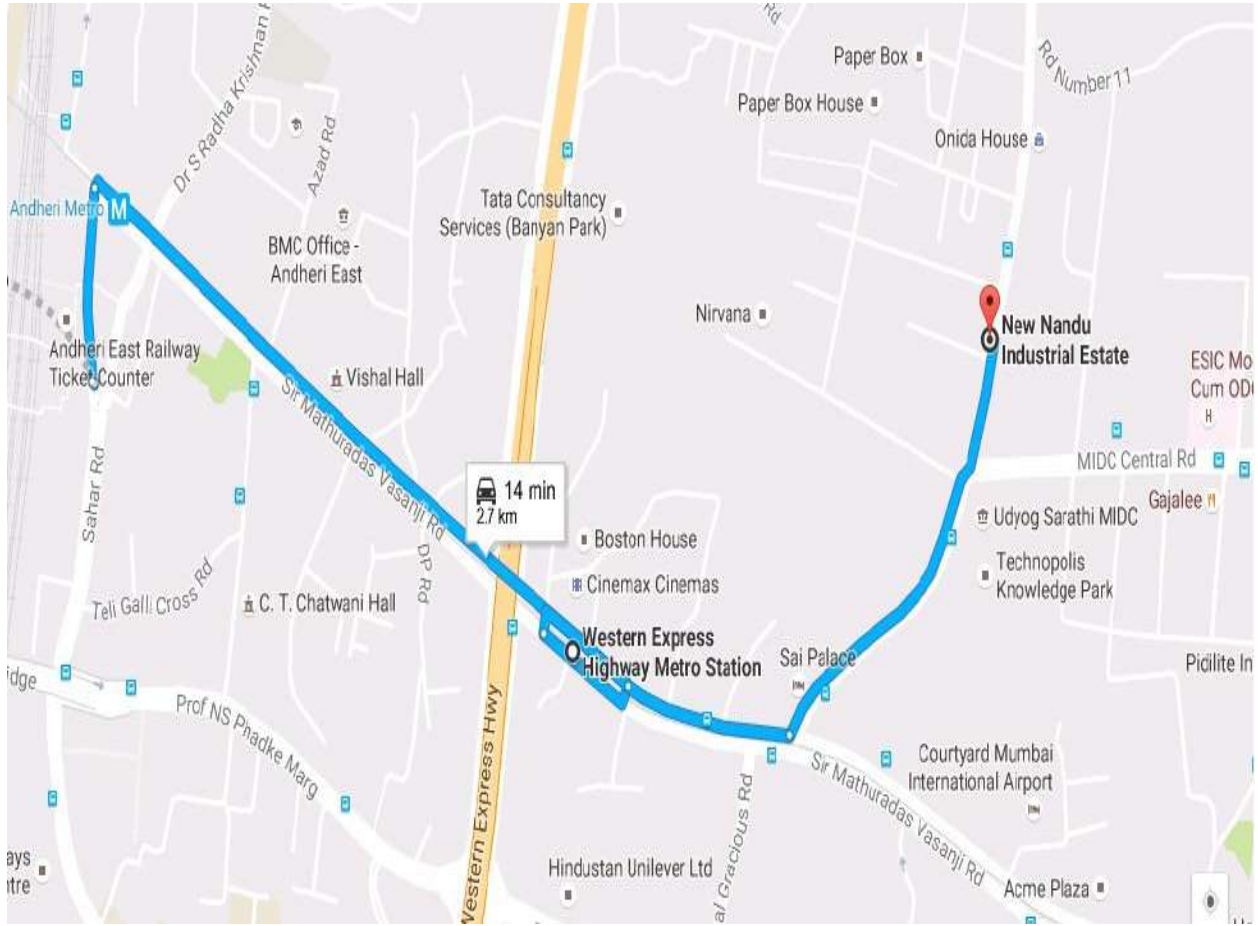 Rd
Paper Box
Paper Box House
Rd Number 11
Onida House
Dr S Radha Krishnan
Azad Rd
Andheri Metro M
Tata Consultancy
Services (Banyan Park)
BMC Office -
Andheri East
Nirvana
New Nandu
Industrial Estate
Andheri East Railway
Ticket Counter
Vishal Hall
ESIC Mo
Cum OD
H
Sir Mathuradas Vasanji Rd
MIDC Central Rd
14 min
2.7 km
Gajalee
Sahar Rd
Udyog Sarathi MIDC
Boston House
DP Rd
Technopolis
Knowledge Park
Cinemax Cinemas
Teli Galli Cross Rd
C. T. Chatwani Hall
Western Express
Highway Metro Station
Sai Palace
Pidilite In
idge
Prof NS Phadke Marg
Western Express Hwy
Courtyard Mumbai
International Airport
Sir Mathuradas Vasanji Rd
al Gracious Rd
ays
ntre
Hindustan Unilever Ltd
Acme Plaza